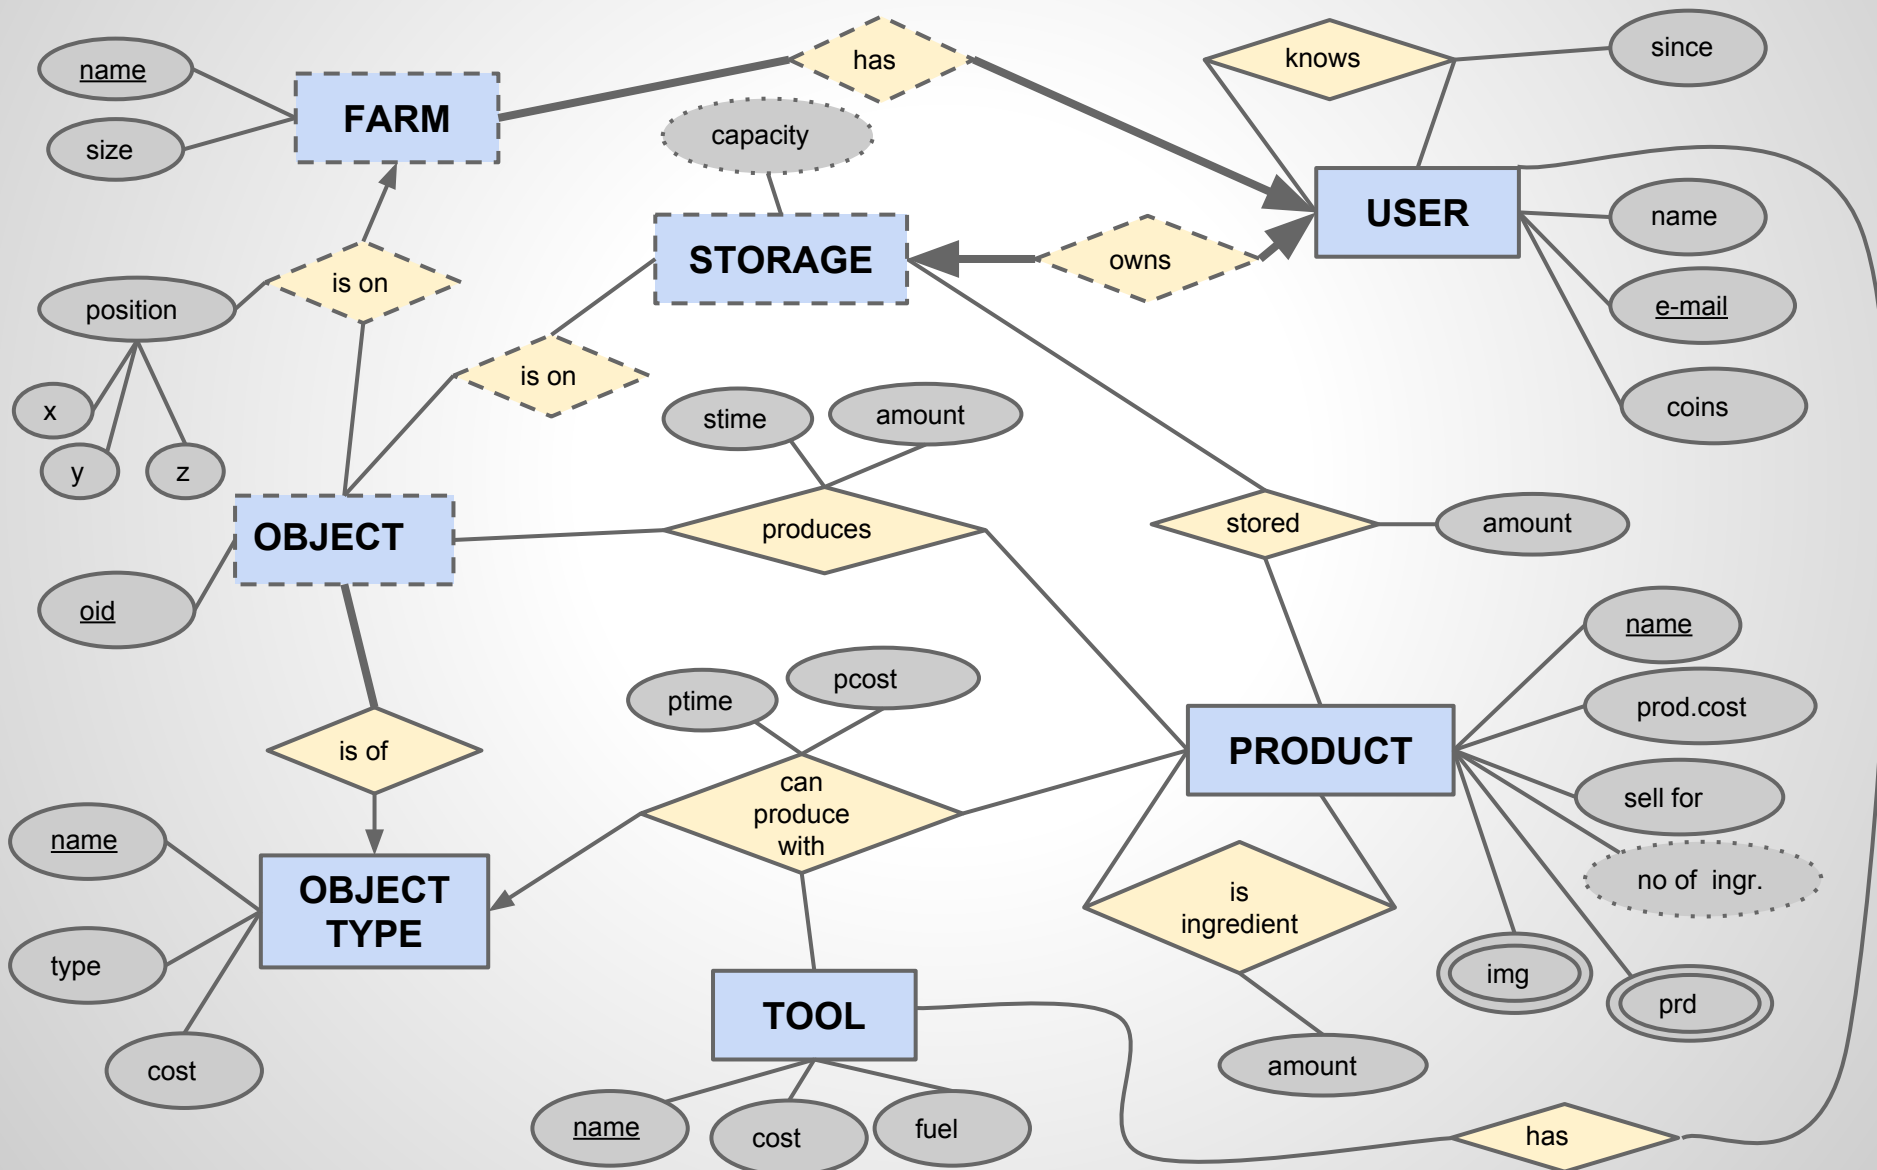 has
knows
since
name
FARM
size
capacity
USER
name
STORAGE
owns
is on
position
e-mail
is on
x
stime
amount
coins
y
z
OBJECT
produces
stored
amount
oid
name
ptime
pcost
prod.cost
is of
PRODUCT
can
produce
with
sell for
name
OBJECT
TYPE
no of ingr.
is
ingredient
type
img
prd
TOOL
cost
amount
name
cost
fuel
has